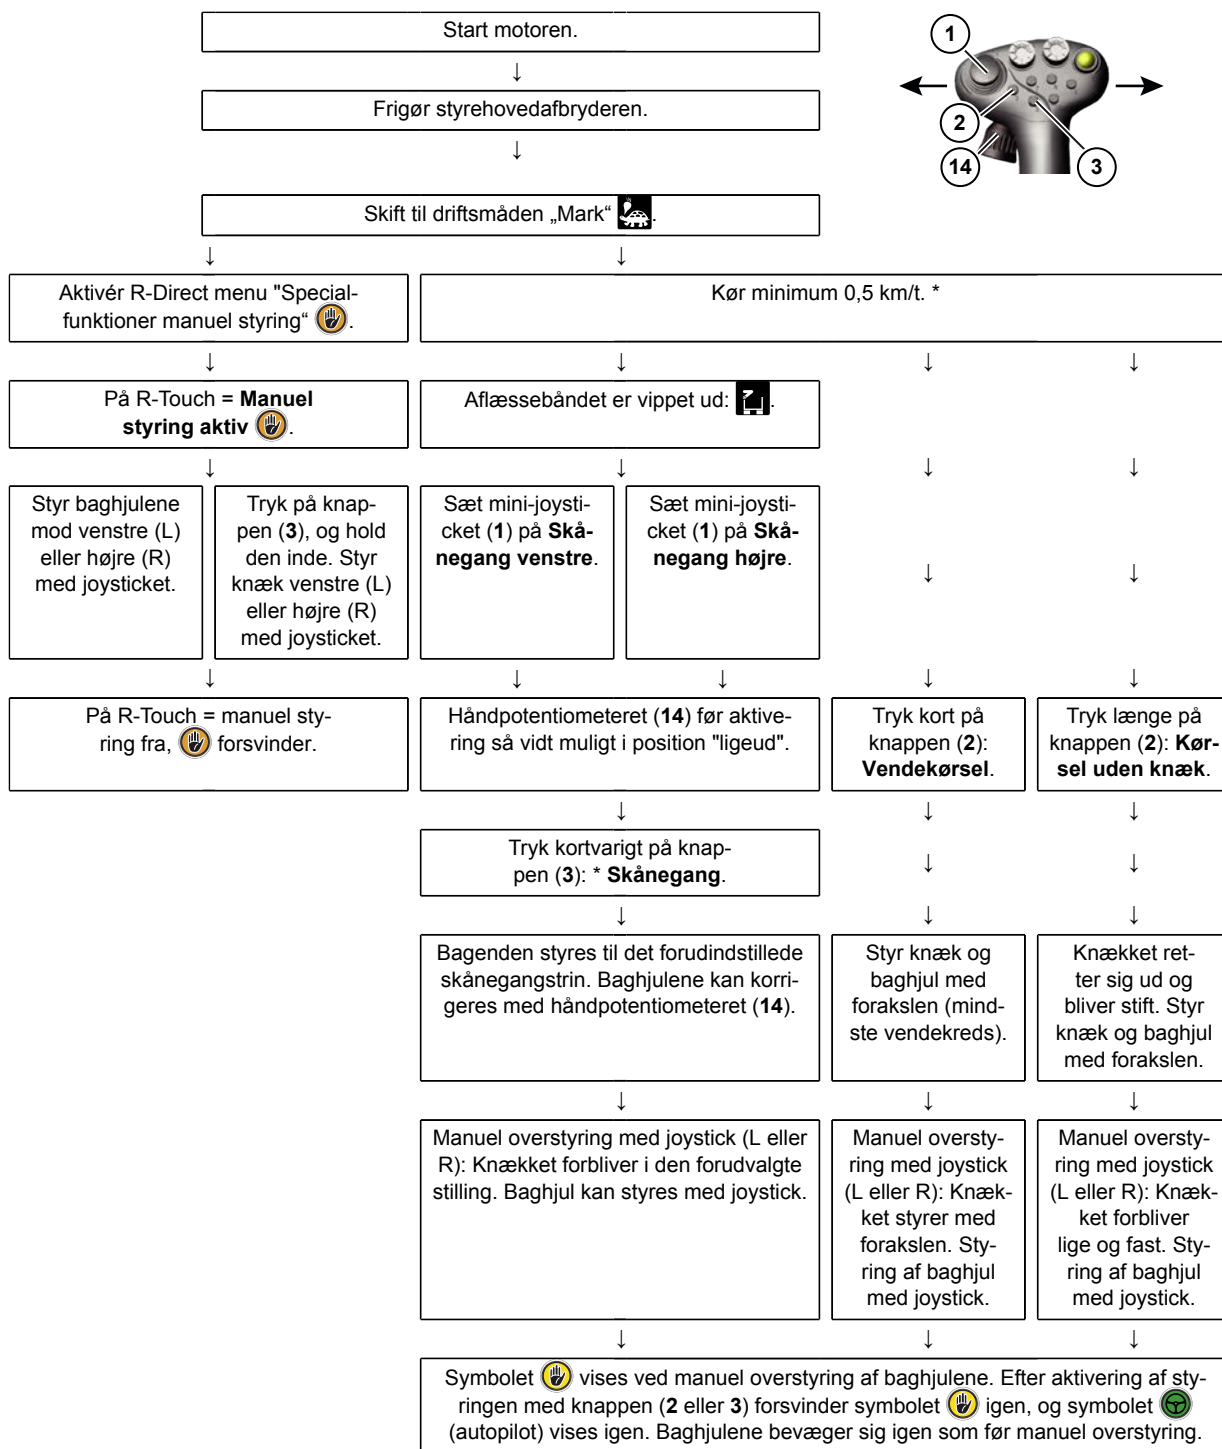 Start motoren.
↓
1
Frigør styrehovedafbryderen.
2
14
3
↓
Skift til driftsmåden „Mark“ .
↓ ↓
Aktivér R-Direct menu "Special-
funktioner manuel styring“ .
Kør minimum 0,5 km/t. *
↓ ↓ ↓ ↓
På R-Touch = Manuel
styring aktiv .
Aflæssebåndet er vippet ud: .
↓ ↓ ↓ ↓
Styr baghjulene
mod venstre (L)
eller højre (R)
med joysticket.
Tryk på knap-
pen (3), og hold
den inde. Styr
knæk venstre (L)
eller højre (R)
med joysticket.
Sæt mini-joysti-
cket (1) på Skå-
negang venstre.
Sæt mini-joysti-
cket (1) på Skå-
negang højre.
↓ ↓
↓ ↓ ↓ ↓ ↓
På R-Touch = manuel sty-
ring fra, forsvinder.
Håndpotentiometeret (14) før aktive-
ring så vidt muligt i position "ligeud".
Tryk kort på
knappen (2):
Vendekørsel.
Tryk længe på
knappen (2): Kør-
sel uden knæk.
↓ ↓ ↓
Tryk kortvarigt på knap-
pen (3): * Skånegang.
↓ ↓
↓ ↓ ↓
Bagenden styres til det forudindstillede
skånegangstrin. Baghjulene kan korri-
geres med håndpotentiometeret (14).
Styr knæk og
baghjul med
forakslen (mind-
ste vendekreds).
Knækket ret-
ter sig ud og
bliver stift. Styr
knæk og baghjul
med forakslen.
↓ ↓ ↓
Manuel overstyring med joystick (L eller
R): Knækket forbliver i den forudvalgte
stilling. Baghjul kan styres med joystick.
Manuel oversty-
ring med joystick
(L eller R): Knæk-
ket styrer med
forakslen. Sty-
ring af baghjul
med joystick.
Manuel oversty-
ring med joystick
(L eller R): Knæk-
ket forbliver
lige og fast. Sty-
ring af baghjul
med joystick.
↓ ↓ ↓
Symbolet vises ved manuel overstyring af baghjulene. Efter aktivering af sty-
ringen med knappen (2 eller 3) forsvinder symbolet igen, og symbolet
(autopilot) vises igen. Baghjulene bevæger sig igen som før manuel overstyring.